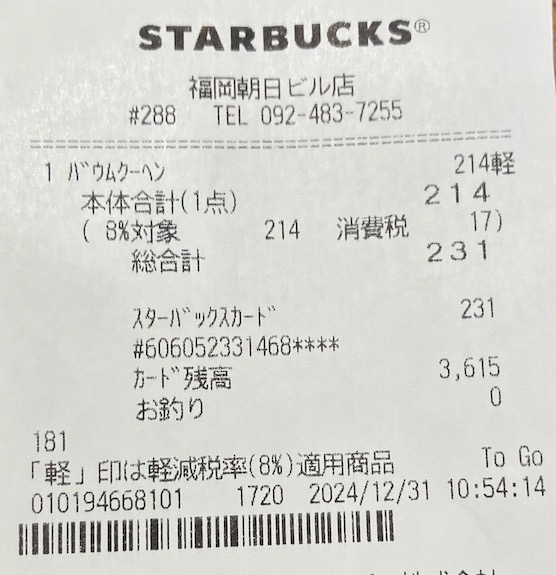 STARBUCKS®
福岡朝日ビル店
#288 TEL 092-483-7255
1 バウムクーヘン 214軽
本体合計(1点) 214
( 8%対象 214 消費税 17)
総合計 231
スターバックスカード 231
#606052331468****
カード残高 3,615
お釣り 0
181
「軽」印は軽減税率(8%)適用商品 To Go
010194668101 1720 2024/12/31 10:54:14